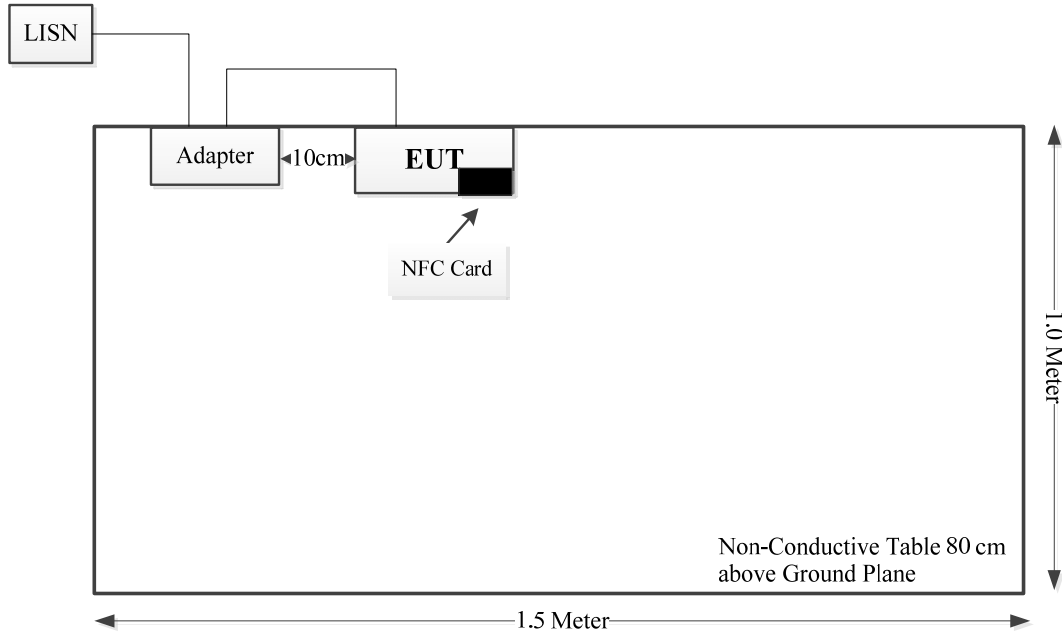 LISN
Adapter
10cm
EUT
NFC Card
1.0 Meter
Non-Conductive Table 80 cm
above Ground Plane
1.5 Meter